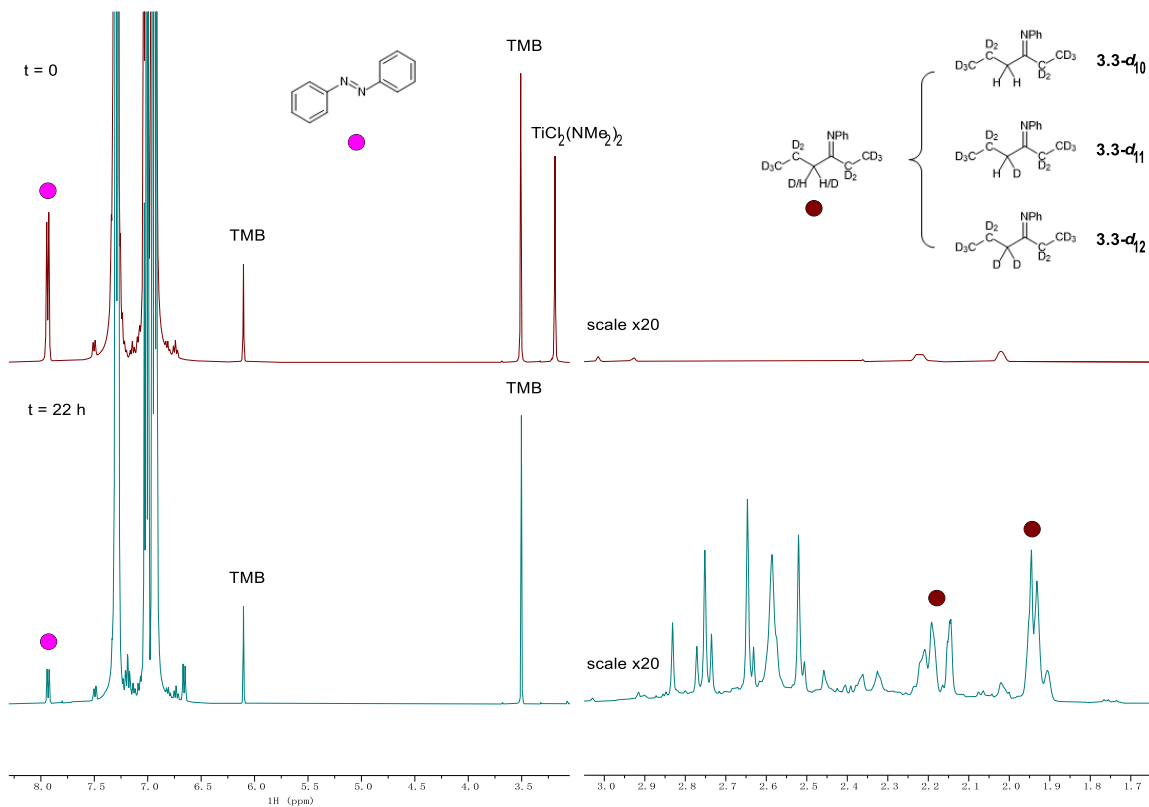 t = 0
TMB
TiCl2(NMe2)2
TMB
scale x20
N
N
NPh
D2
D3C
CD3
D2
D/H
H/D
NPh
D2
D3C
CD3
D2
H
H
3.3-d10
NPh
D2
D3C
CD3
D2
H
D
3.3-d11
NPh
D2
D3C
CD3
D2
D
D
3.3-d12
t = 22 h
TMB
TMB
scale x20
8.0 7.5 7.0 6.5 6.0 5.5 5.0 4.5 4.0 3.5
1H (ppm)
3.0 2.9 2.8 2.7 2.6 2.5 2.4 2.3 2.2 2.1 2.0 1.9 1.8 1.7